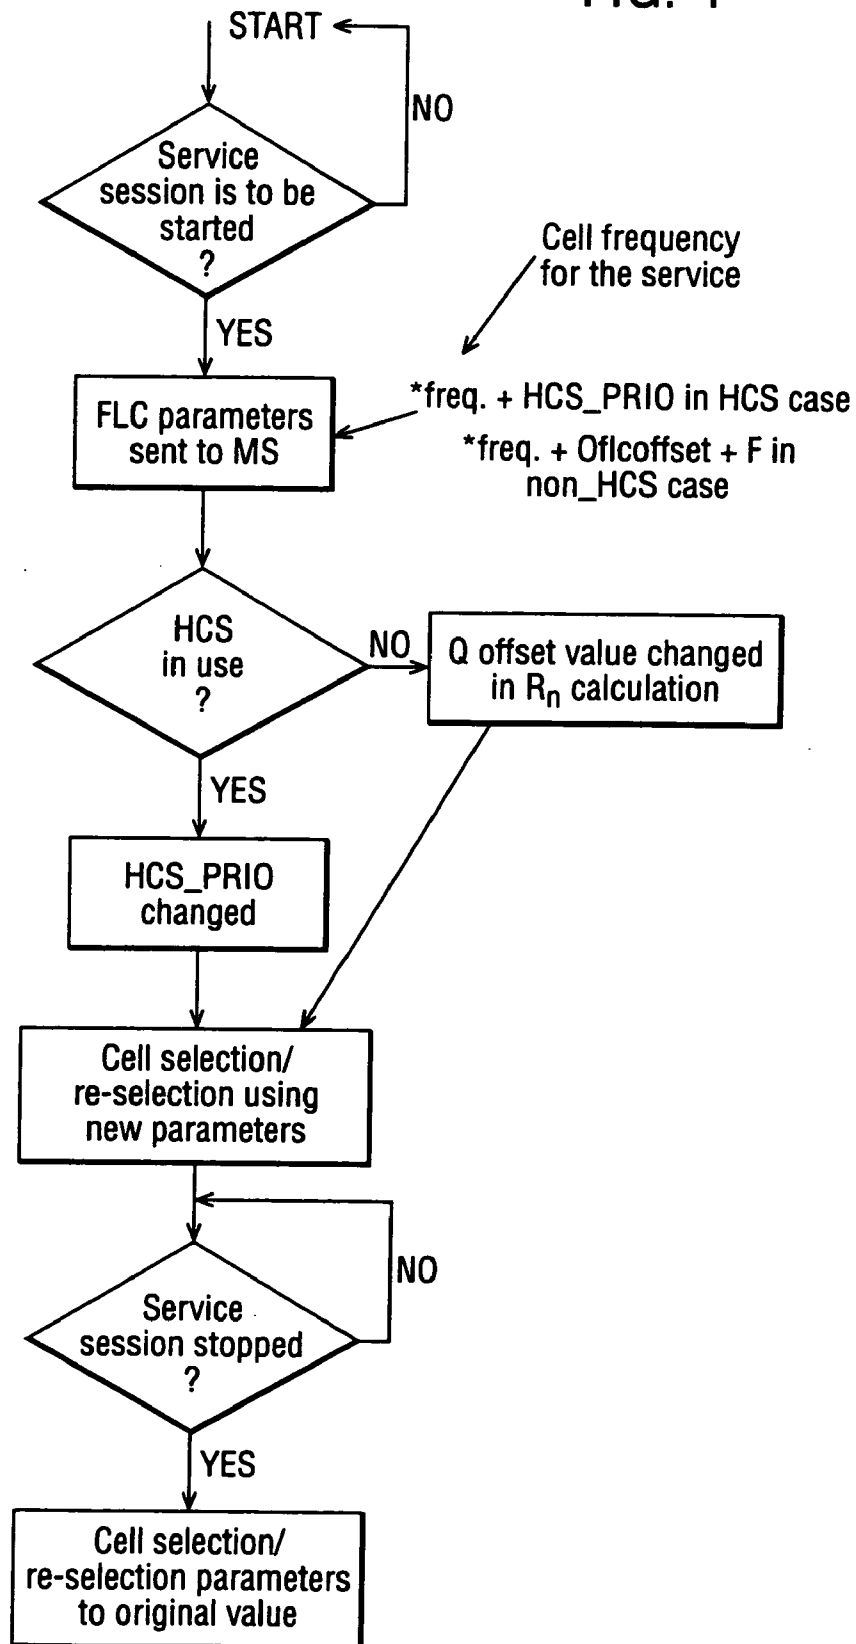 START
NO
Service
session is to be
started
?
YES
Cell frequency
for the service
*freq. + HCS_PRIO in HCS case
*freq. + Oflcoffset + F in
non_HCS case
FLC parameters
sent to MS
HCS
in use
?
NO
Q offset value changed
in Rn calculation
YES
HCS_PRIO
changed
Cell selection/
re-selection using
new parameters
NO
Service
session stopped
?
YES
Cell selection/
re-selection parameters
to original value